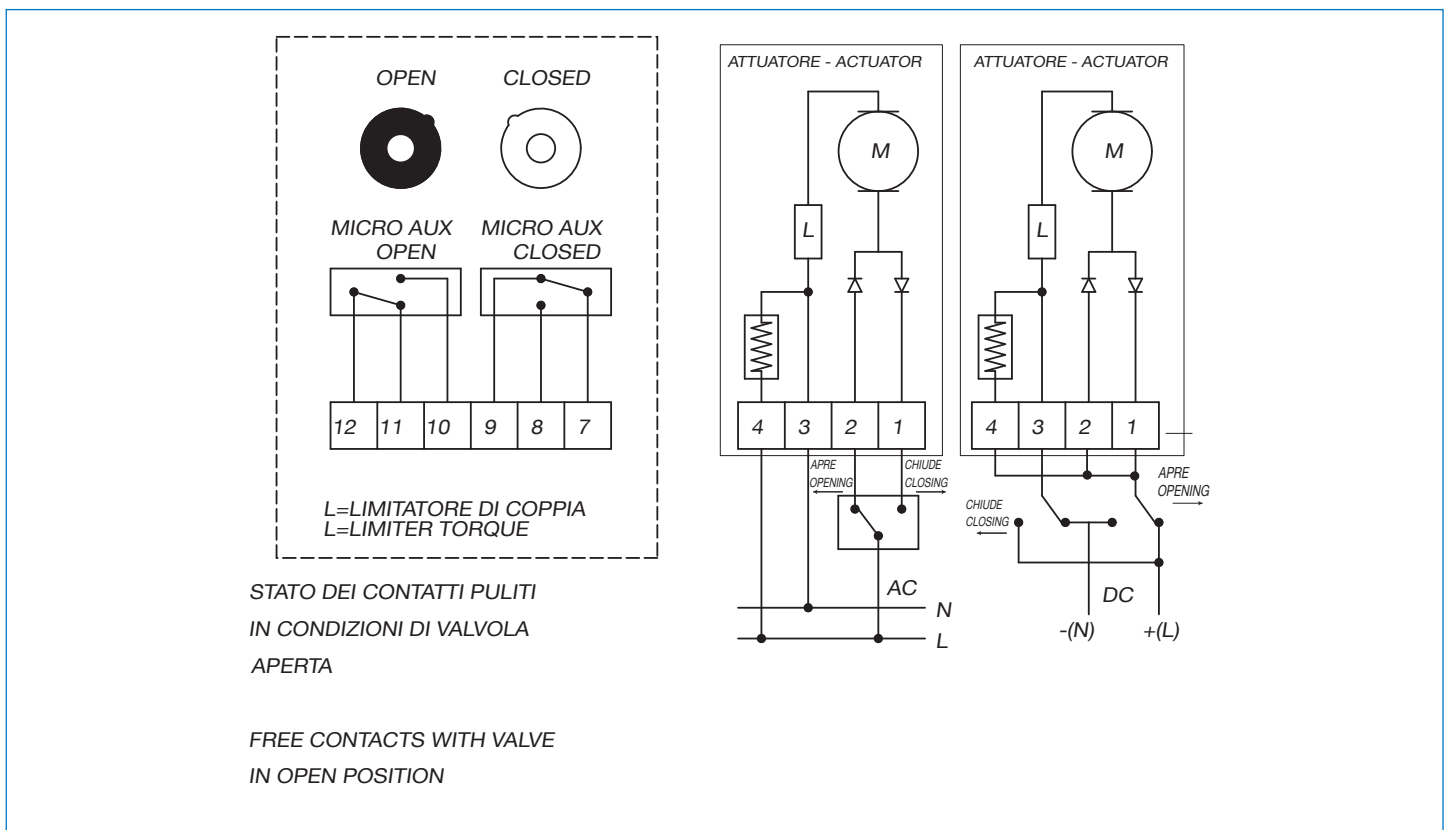 OPEN CLOSED
MICRO AUX OPEN
MICRO AUX CLOSED
12 11 10 9 8 7
L=LIMITATORE DI COPPIA
L=LIMITER TORQUE
STATO DEI CONTATTI PULITI
IN CONDIZIONI DI VALVOLA
APERTA
FREE CONTACTS WITH VALVE
IN OPEN POSITION
ATTUATORE - ACTUATOR
M
L
4 3 2 1
APRE
OPENING
CHIUDE
CLOSING
AC
N
L
ATTUATORE - ACTUATOR
M
L
4 3 2 1
APRE
OPENING
CHIUDE
CLOSING
DC
-(N) +(L)